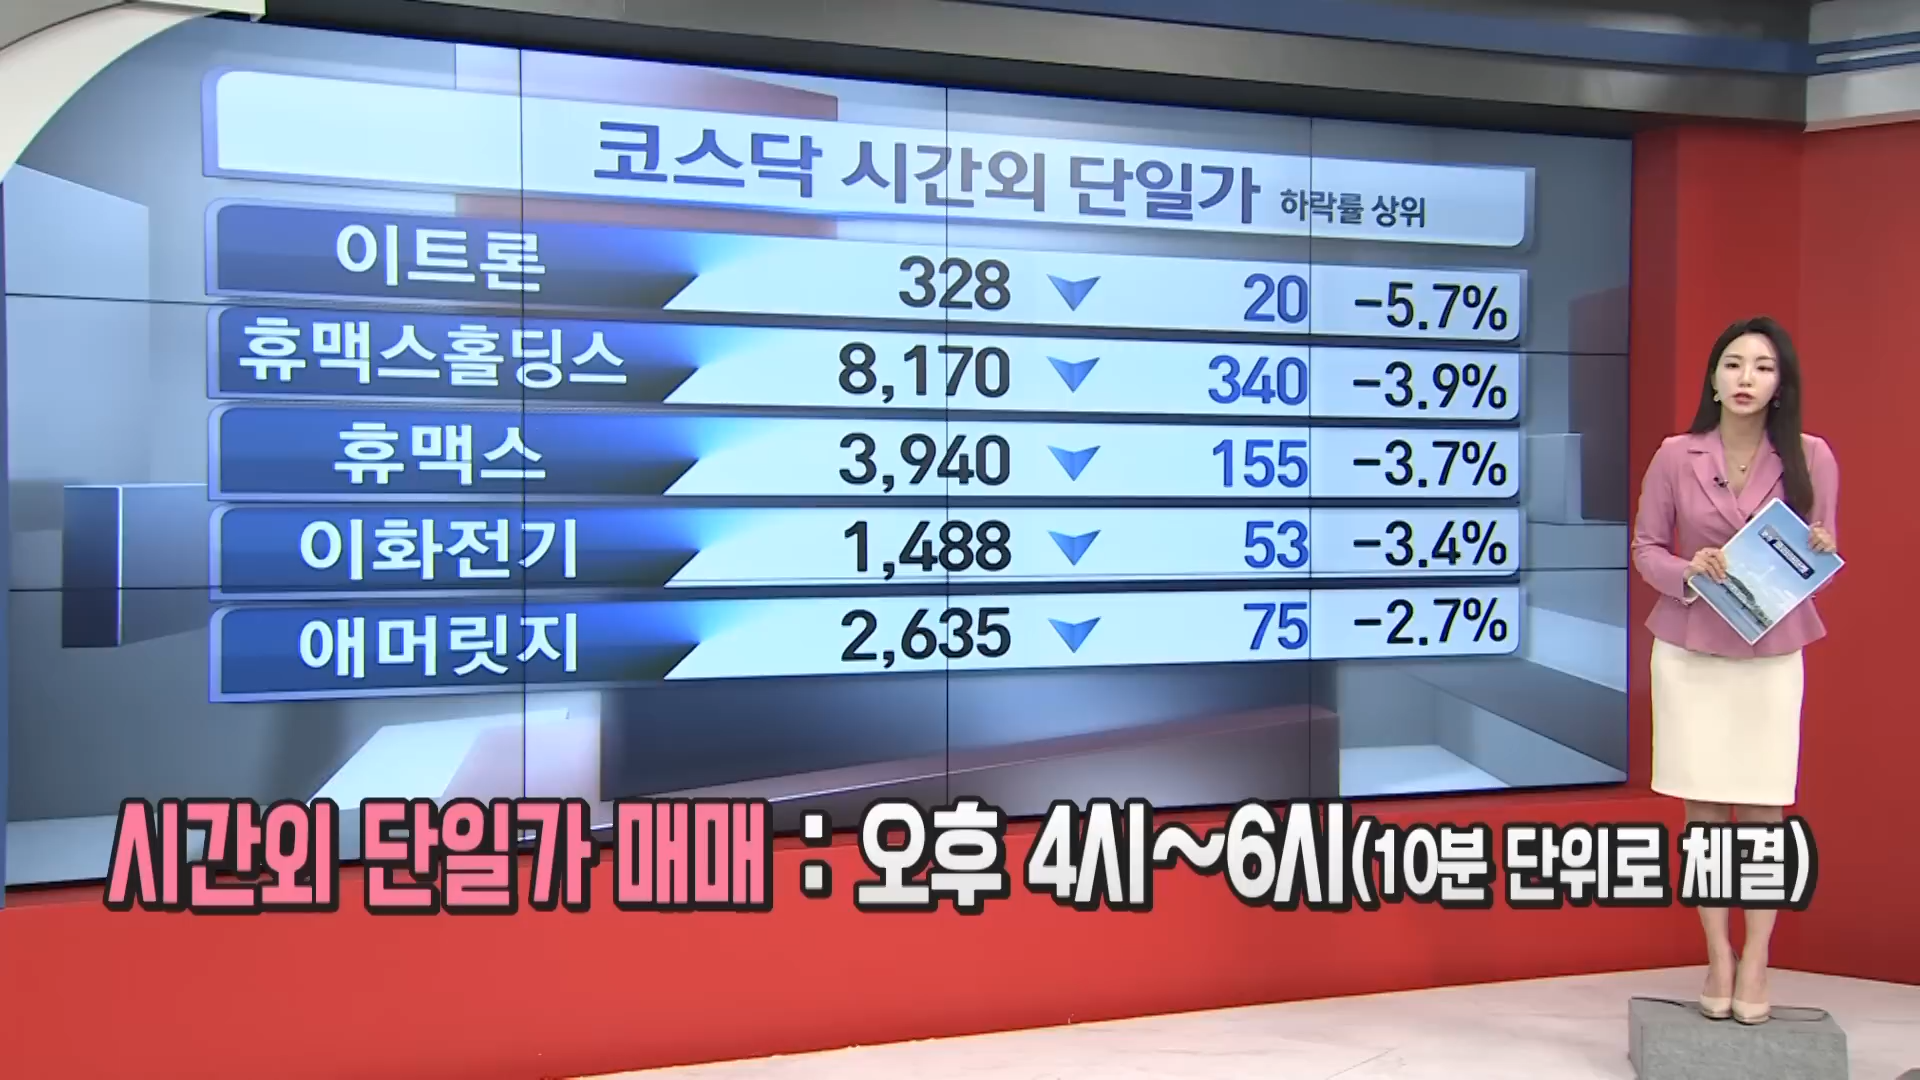 코스닥 시간외 단일가 하락률 상위
이트론 328 ▼ 20 -5.7%
휴맥스홀딩스 8,170 ▼ 340 -3.9%
휴맥스 3,940 ▼ 155 -3.7%
이화전기 1,488 ▼ 53 -3.4%
애머릿지 2,635 ▼ 75 -2.7%
시간외 단일가 매매 : 오후 4시~6시(10분 단위로 체결)